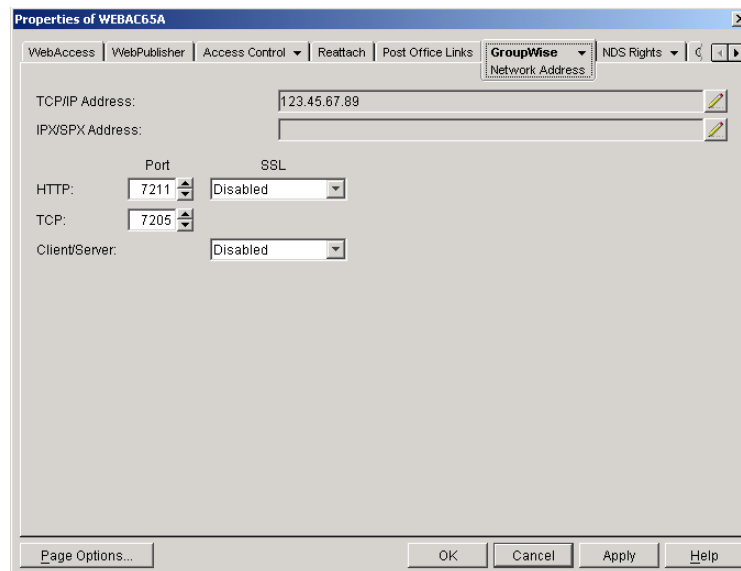 Properties of WEBAC65A
WebAccess WebPublisher Access Control Reattach Post Office Links GroupWise NDS Rights
Network Address
TCP/IP Address: 123.45.67.89
IPX/SPX Address:
Port SSL
HTTP: 7211 Disabled
TCP: 7205
Client/Server: Disabled
Page Options... OK Cancel Apply Help